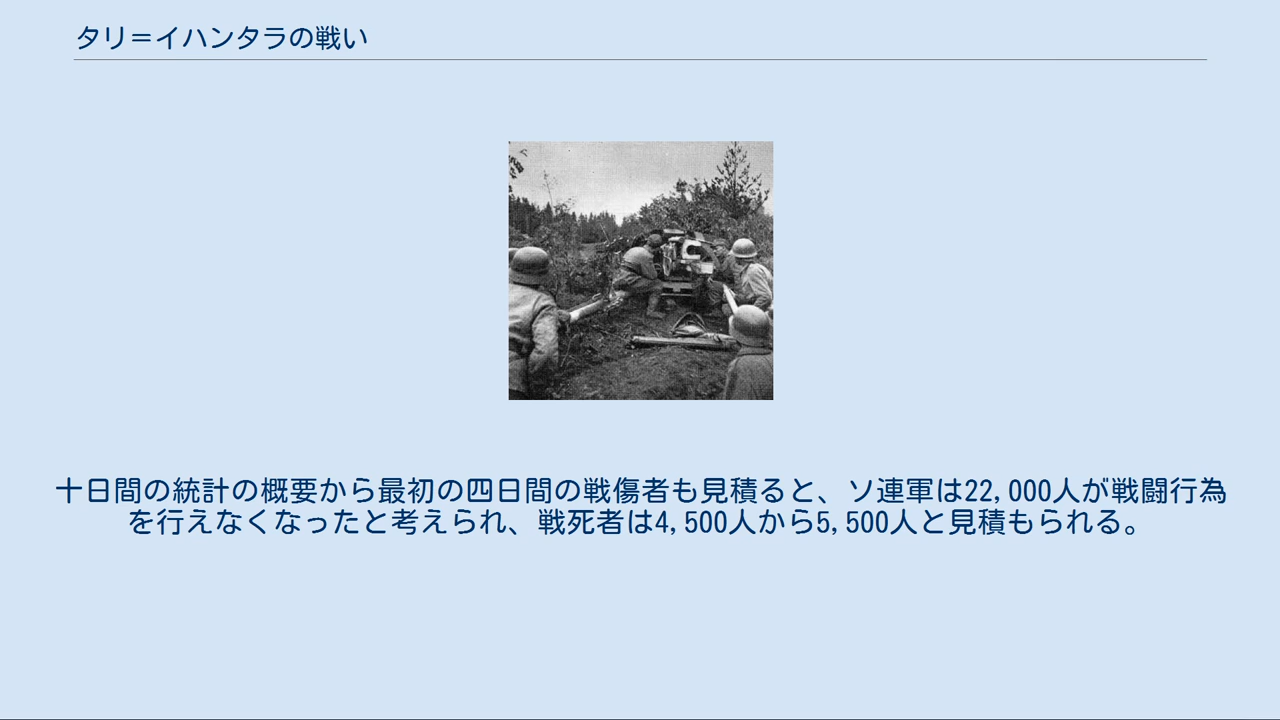 タリ＝イハンタラの戦い
十日間の統計の概要から最初の四日間の戦傷者も見積ると、ソ連軍は22,000人が戦闘行為
を行えなくなったと考えられ、戦死者は4,500人から5,500人と見積もられる。